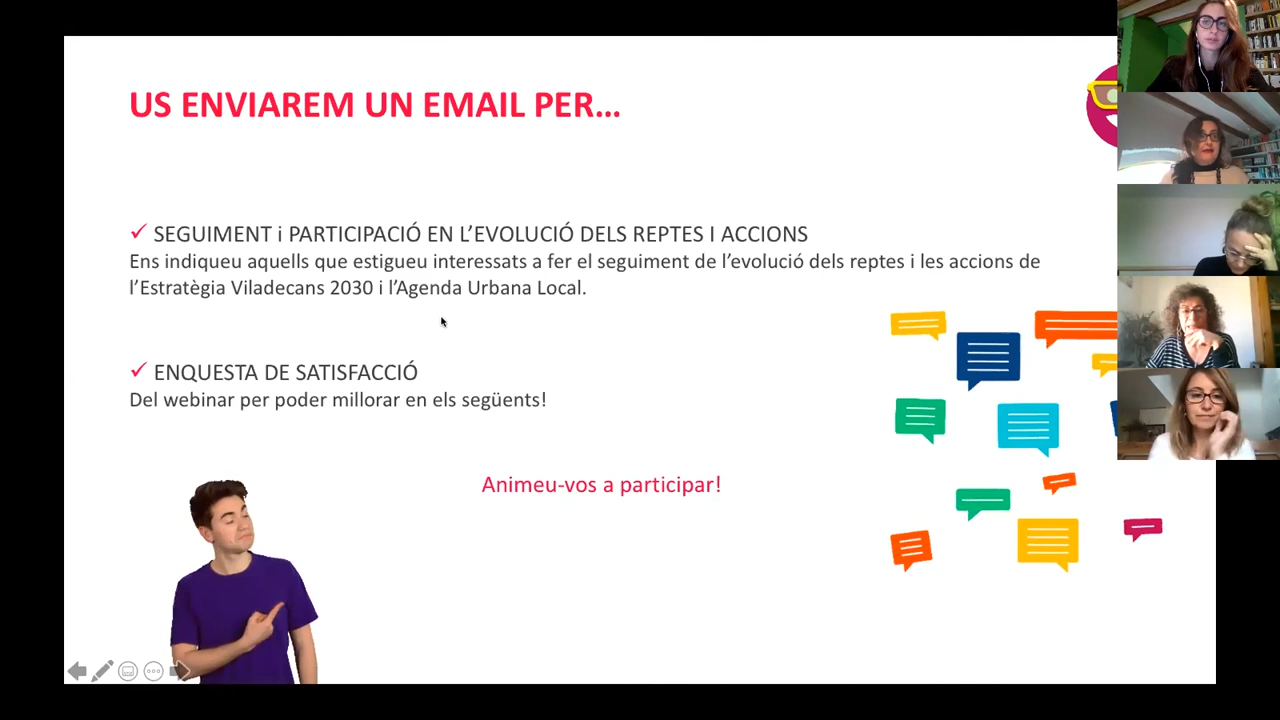 US ENVIAREM UN EMAIL PER...
✓ SEGUIMENT i PARTICIPACIÓ EN L'EVOLUCIÓ DELS REPTES I ACCIONS
Ens indiqueu aquells que estigueu interessats a fer el seguiment de l'evolució dels reptes i les accions de
l'Estratègia Viladecans 2030 i l'Agenda Urbana Local.
✓ ENQUESTA DE SATISFACCIÓ
Del webinar per poder millorar en els següents!
Animeu-vos a participar!